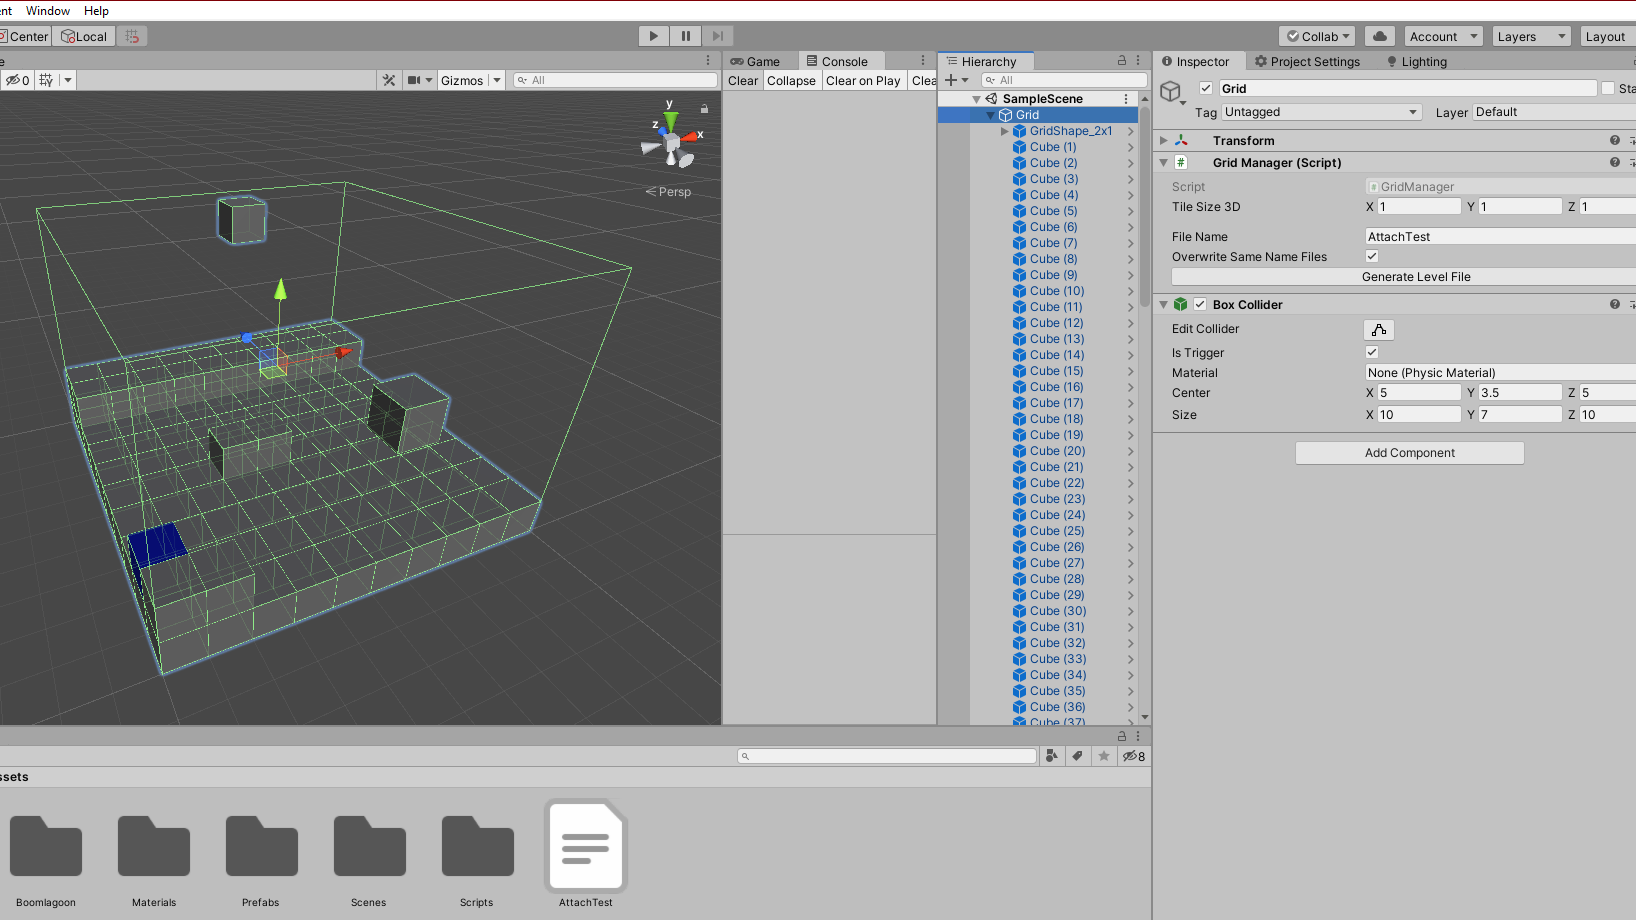 nt Window Help
Center Local Collab Account Layers Layout
e Game Console Hierarchy Inspector Project Settings Lighting
0 Gizmos All Clear Collapse Clear on Play Clea All
SampleScene
Grid
GridShape_2x1
Cube (1)
Cube (2)
Cube (3)
Cube (4)
Cube (5)
Cube (6)
Cube (7)
Cube (8)
Cube (9)
Cube (10)
Cube (11)
Cube (12)
Cube (13)
Cube (14)
Cube (15)
Cube (16)
Cube (17)
Cube (18)
Cube (19)
Cube (20)
Cube (21)
Cube (22)
Cube (23)
Cube (24)
Cube (25)
Cube (26)
Cube (27)
Cube (28)
Cube (29)
Cube (30)
Cube (31)
Cube (32)
Cube (33)
Cube (34)
Cube (35)
Cube (36)
Cube (37)
y
z x
Persp
Grid Sta
Tag Untagged Layer Default
Transform
# Grid Manager (Script)
Script # GridManager
Tile Size 3D X 1 Y 1 Z 1
File Name AttachTest
Overwrite Same Name Files
Generate Level File
Box Collider
Edit Collider
Is Trigger
Material None (Physic Material)
Center X 5 Y 3.5 Z 5
Size X 10 Y 7 Z 10
Add Component
8
ssets
Boomlagoon Materials Prefabs Scenes Scripts AttachTest